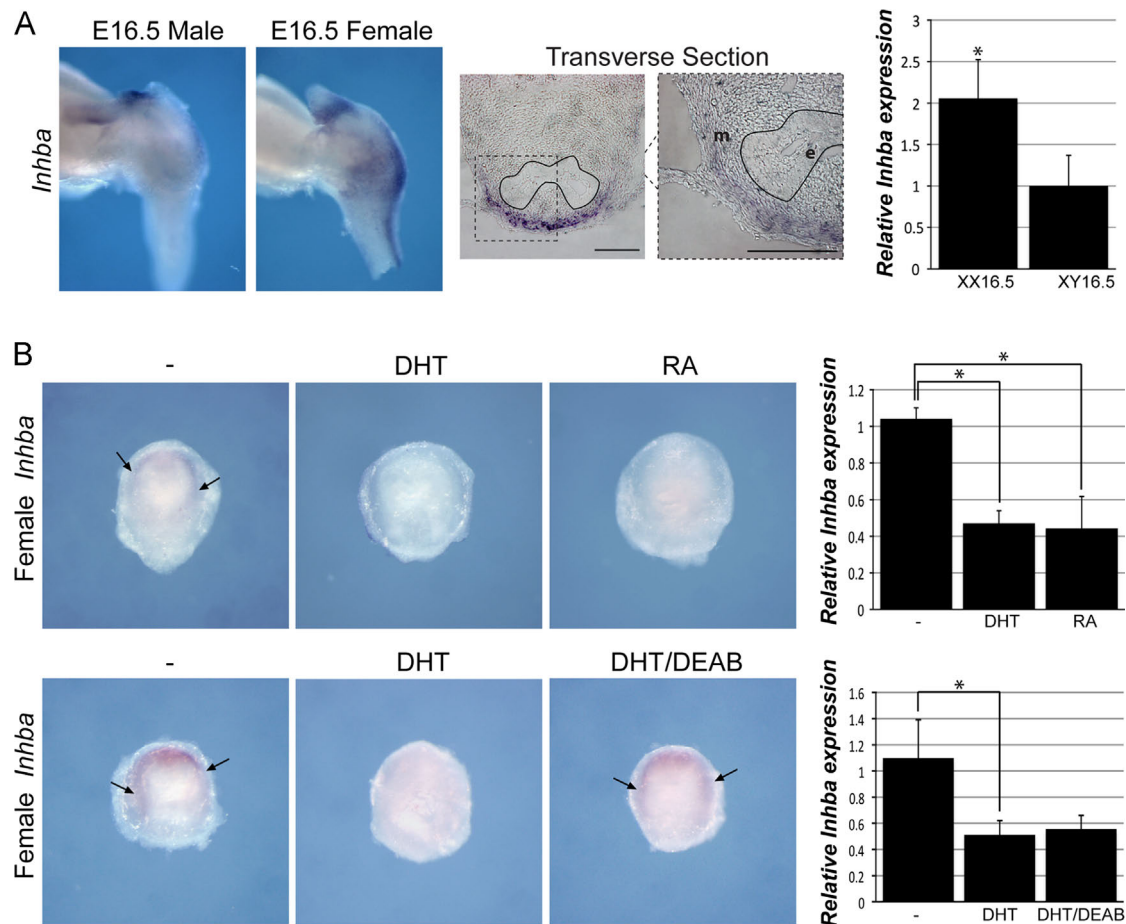 A
E16.5 Male
E16.5 Female
Inhba
Transverse Section
m
e
Relative Inhba expression
3
2.5
2
1.5
1
0.5
0
*
XX16.5
XY16.5
B
-
DHT
RA
Female Inhba
Relative Inhba expression
1.2
1
0.8
0.6
0.4
0.2
0
*
*
-
DHT
RA
-
DHT
DHT/DEAB
Female Inhba
Relative Inhba expression
1.6
1.4
1.2
1
0.8
0.6
0.4
0.2
0
*
-
DHT
DHT/DEAB